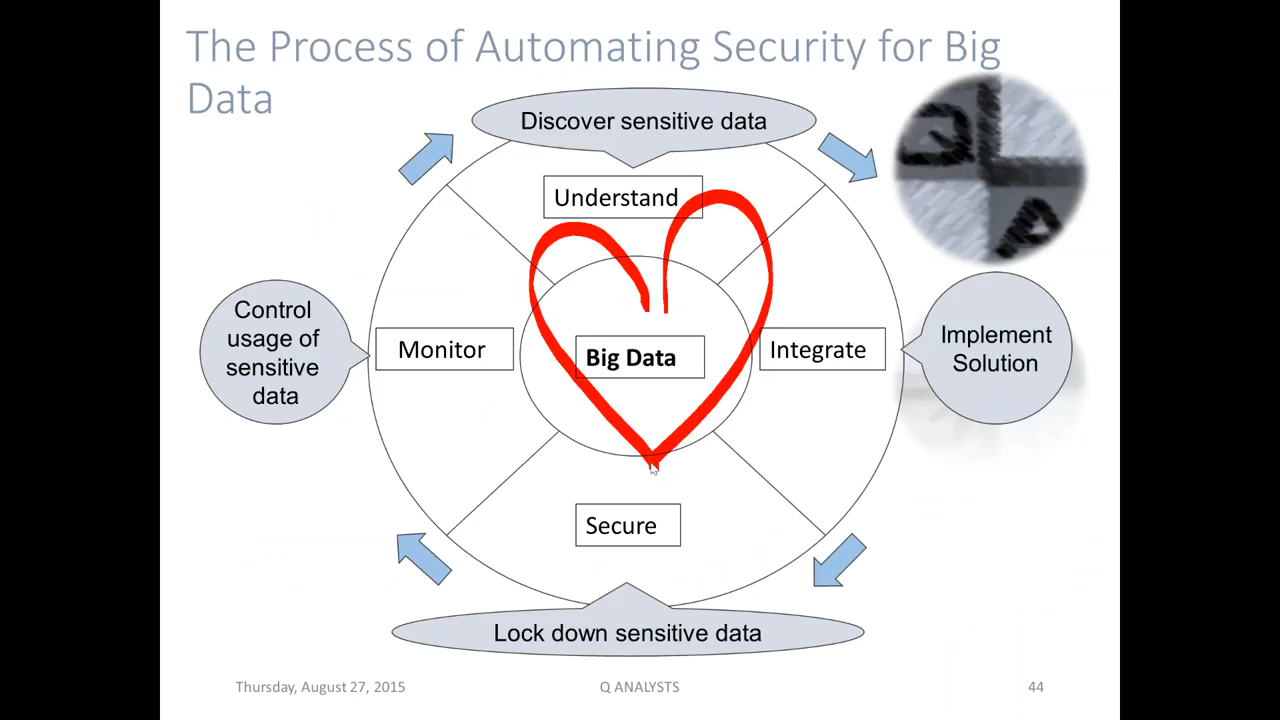 The Process of Automating Security for Big
Data
Discover sensitive data
Understand
Q
A
Control
usage of
sensitive
data
Monitor
Big Data
Integrate
Implement
Solution
Secure
Lock down sensitive data
Thursday, August 27, 2015
Q ANALYSTS
44